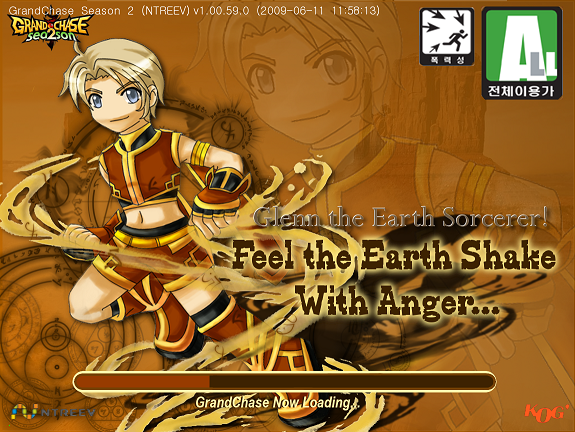 GrandChase Season 2 (NTREEV) v1.00.59.0 (2009-06-11 11:58:13)
GRAND CHASE
sea2son
폭력성
ALL
전체이용가
Glenn the Earth Sorcerer!
Feel the Earth Shake
With Anger...
GrandChase Now Loading...
NTREEV
KOG